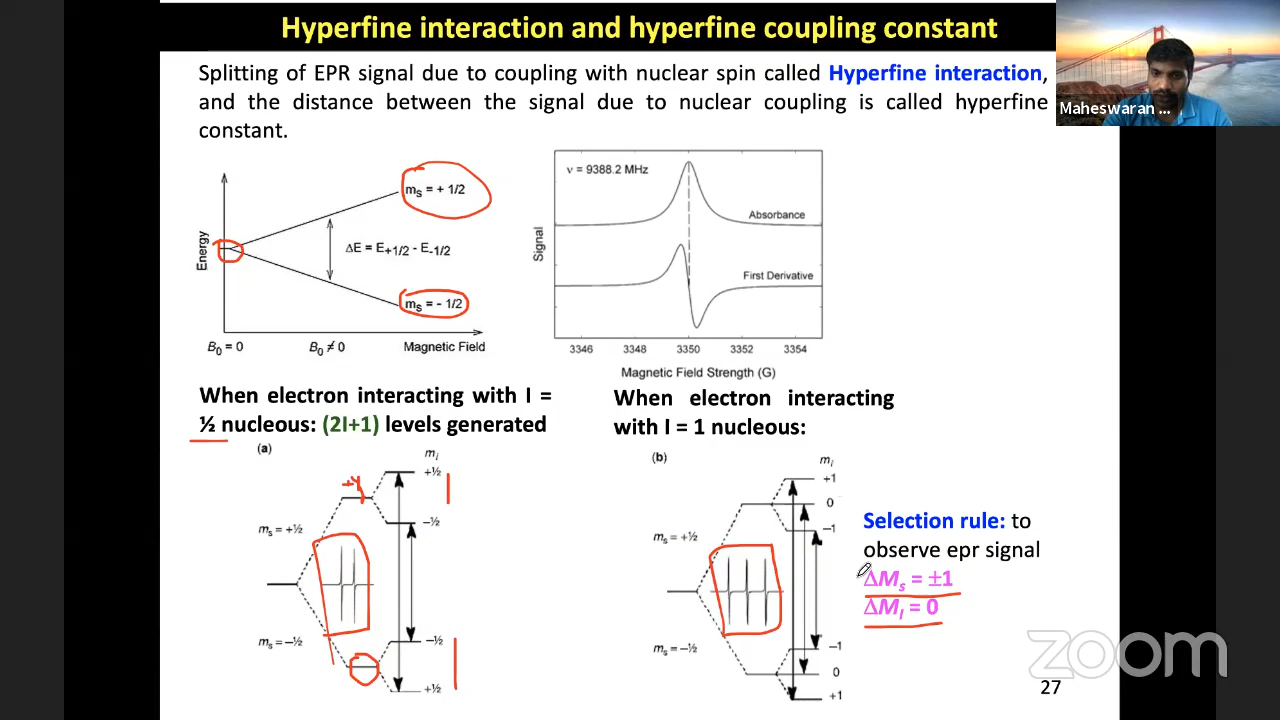 Hyperfine interaction and hyperfine coupling constant
Splitting of EPR signal due to coupling with nuclear spin called Hyperfine interaction,
and the distance between the signal due to nuclear coupling is called hyperfine
constant.
Maheswaran ...
Energy
mₛ = + 1/2
ΔE = E₊₁/₂ - E₋₁/₂
mₛ = - 1/2
B₀ = 0
B₀ ≠ 0
Magnetic Field
ν = 9388.2 MHz
Absorbance
Signal
First Derivative
3346 3348 3350 3352 3354
Magnetic Field Strength (G)
When electron interacting with I =
½ nucleous: (2I+1) levels generated
(a)
mᵢ
+½
mₛ = +½
–½
mₛ = –½
–½
+½
When electron interacting
with I = 1 nucleous:
(b)
mᵢ
+1
0
mₛ = +½
–1
mₛ = –½
–1
0
+1
Selection rule: to
observe epr signal
ΔMₛ = ±1
ΔMᵢ = 0
zoom
27